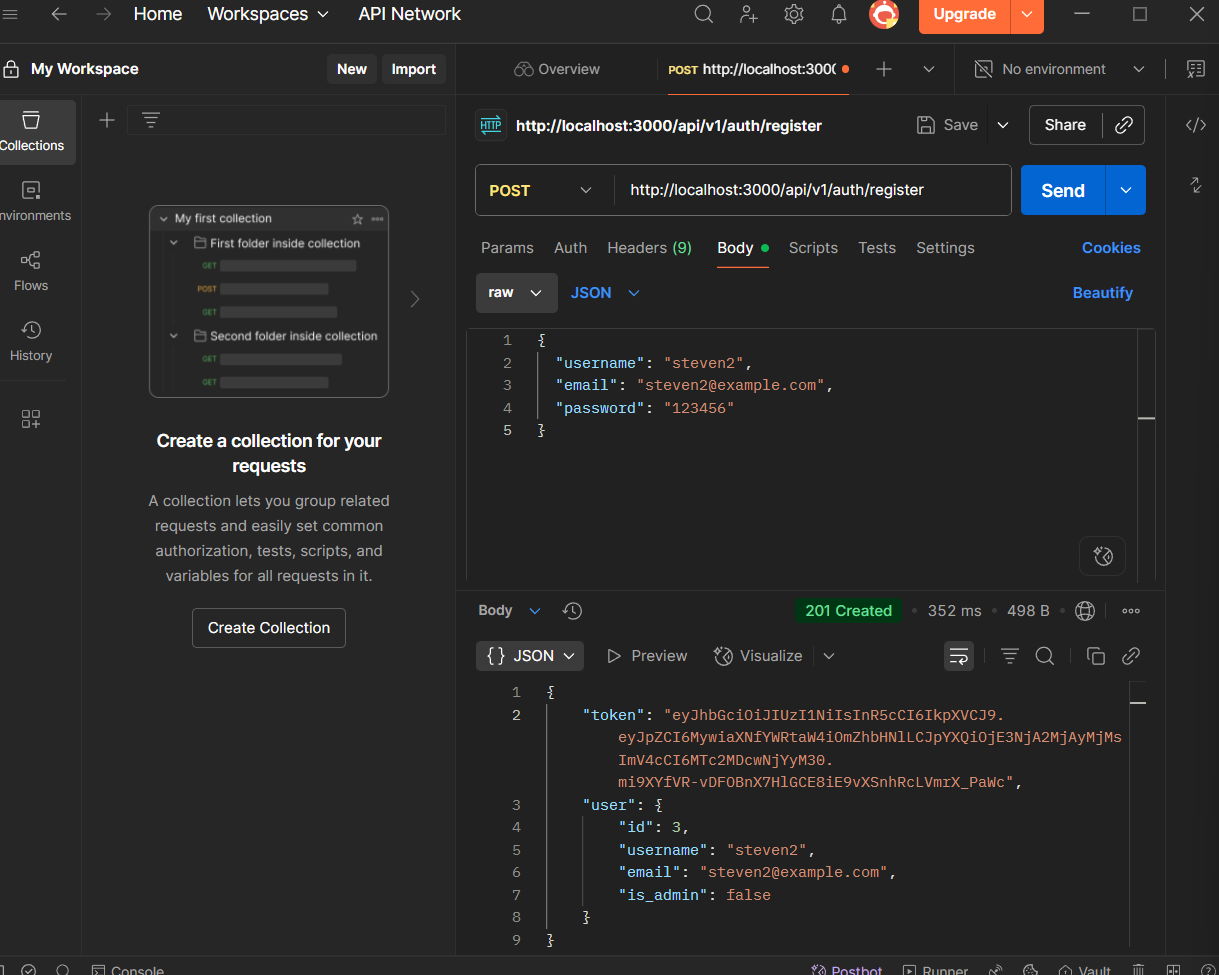 Home Workspaces API Network Upgrade
My Workspace New Import
Overview POST http://localhost:300 No environment
Collections
nvironments
Flows
History
My first collection
First folder inside collection
GET
POST
GET
Second folder inside collection
GET
GET
Create a collection for your
requests
A collection lets you group related
requests and easily set common
authorization, tests, scripts, and
variables for all requests in it.
Create Collection
HTTP http://localhost:3000/api/v1/auth/register Save Share
POST http://localhost:3000/api/v1/auth/register Send
Params Auth Headers (9) Body Scripts Tests Settings Cookies
raw JSON Beautify
1 {
2 "username": "steven2",
3 "email": "steven2@example.com",
4 "password": "123456"
5 }
Body 201 Created • 352 ms • 498 B •
{} JSON Preview Visualize
1 {
2 "token": "eyJhbGciOiJIUzI1NiIsInR5cCI6IkpXVCJ9.
eyJpZCI6MywiaXNfYWRtaW4iOmZhbHNlLCJpYXQiOjE3NjA2MjAyMjMs
ImV4cCI6MTc2MDcwNjYyM30.
mi9XYfVR-vDFOBnX7HlGCE8iE9vXSnhRcLVmrX_PaWc",
3 "user": {
4 "id": 3,
5 "username": "steven2",
6 "email": "steven2@example.com",
7 "is_admin": false
8 }
9 }
Console Postbot Runner Vault